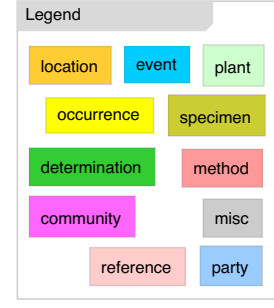 Legend
location event plant
occurrence specimen
determination method
community misc
reference party